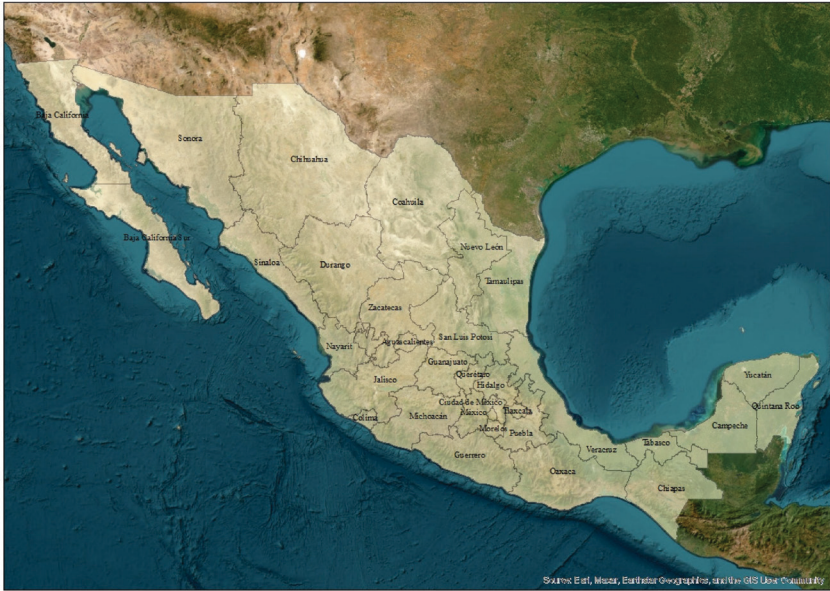 Baja California
Sonora
Chihuahua
Coahuila
Baja California Sur
Sinaloa
Durango
Nuevo León
Tamaulipas
Zacatecas
Nayarit
Aguascalientes
San Luis Potosí
Guanajuato
Querétaro
Hidalgo
Jalisco
Yucatán
Quintana Roo
Campeche
Colima
Michoacán
Ciudad de México
México
Tlaxcala
Morelos
Puebla
Guerrero
Veracruz
Tabasco
Oaxaca
Chiapas
Source: Esri, Maxar, Earthstar Geographics, and the GIS User Community